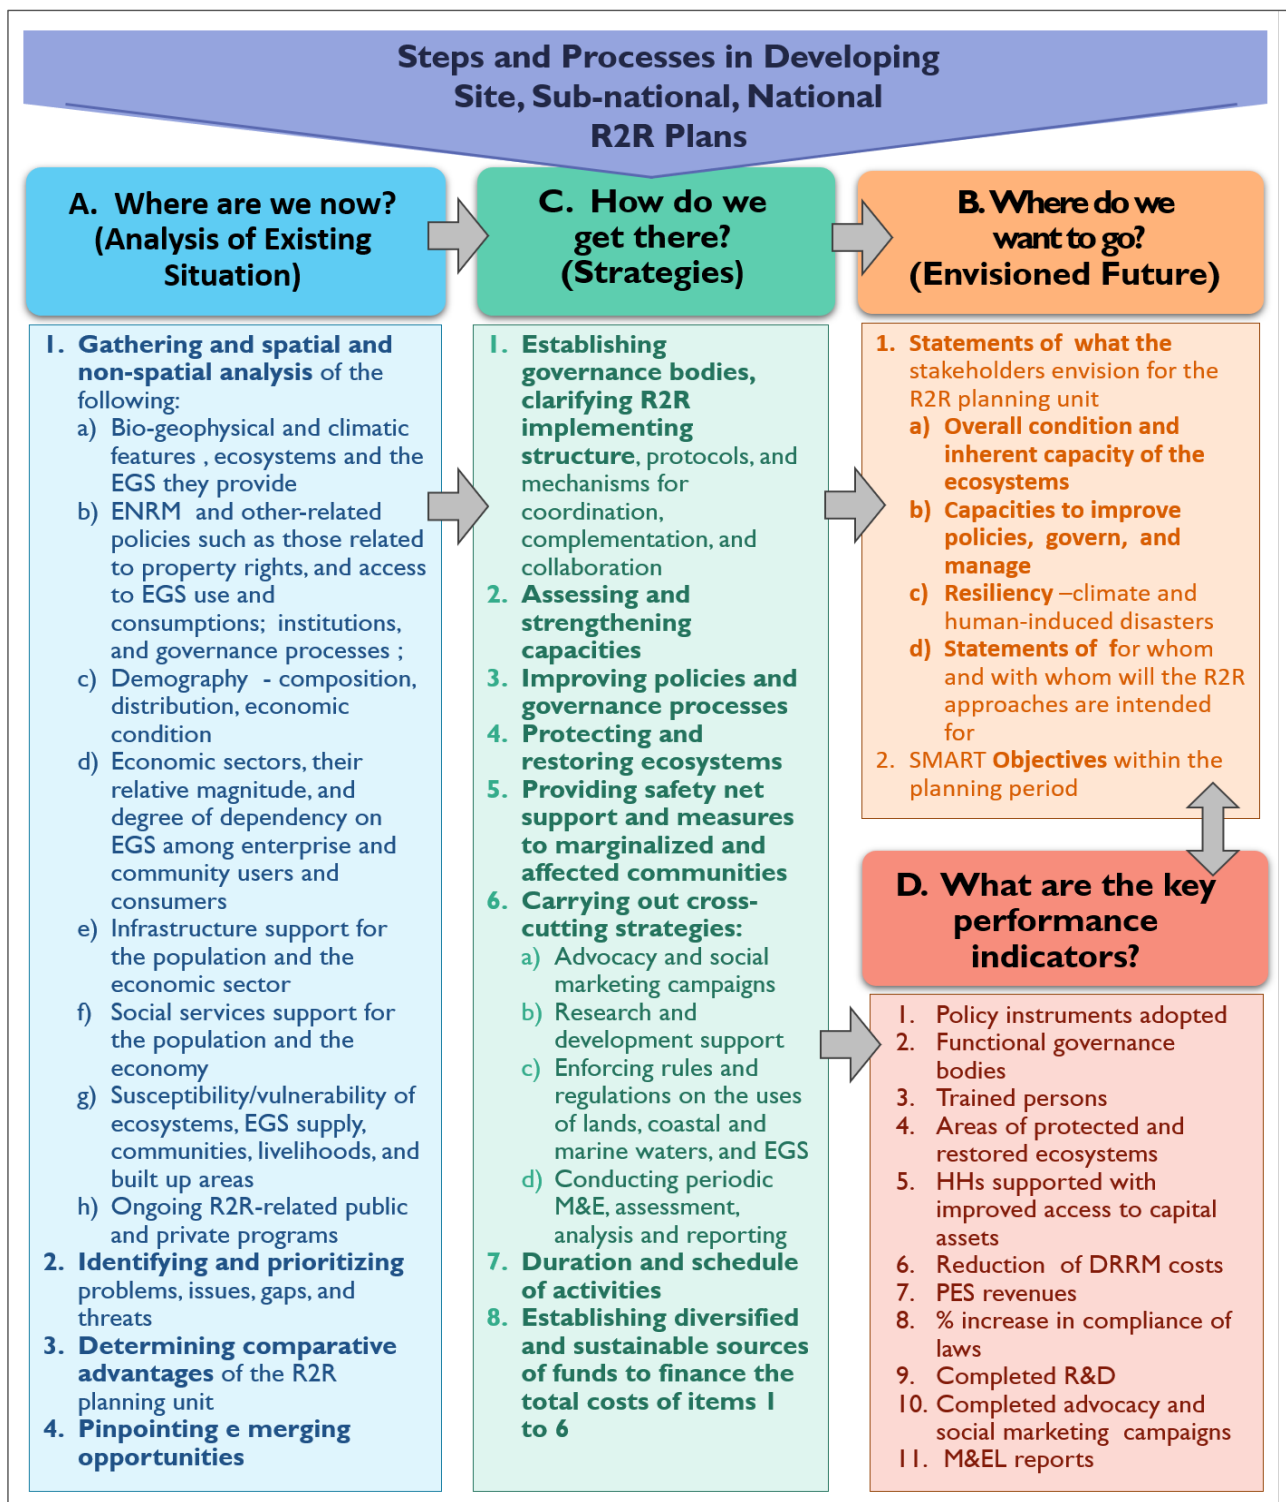 Steps and Processes in Developing
Site, Sub-national, National
R2R Plans
A. Where are we now?
(Analysis of Existing
Situation)
1. Gathering and spatial and
non-spatial analysis of the
following:
a) Bio-geophysical and climatic
features , ecosystems and the
EGS they provide
b) ENRM and other-related
policies such as those related
to property rights, and access
to EGS use and
consumptions; institutions,
and governance processes ;
c) Demography - composition,
distribution, economic
condition
d) Economic sectors, their
relative magnitude, and
degree of dependency on
EGS among enterprise and
community users and
consumers
e) Infrastructure support for
the population and the
economic sector
f) Social services support for
the population and the
economy
g) Susceptibility/vulnerability of
ecosystems, EGS supply,
communities, livelihoods, and
built up areas
h) Ongoing R2R-related public
and private programs
2. Identifying and prioritizing
problems, issues, gaps, and
threats
3. Determining comparative
advantages of the R2R
planning unit
4. Pinpointing e merging
opportunities
C. How do we
get there?
(Strategies)
1. Establishing
governance bodies,
clarifying R2R
implementing
structure, protocols, and
mechanisms for
coordination,
complementation, and
collaboration
2. Assessing and
strengthening
capacities
3. Improving policies and
governance processes
4. Protecting and
restoring ecosystems
5. Providing safety net
support and measures
to marginalized and
affected communities
6. Carrying out cross-
cutting strategies:
a) Advocacy and social
marketing campaigns
b) Research and
development support
c) Enforcing rules and
regulations on the uses
of lands, coastal and
marine waters, and EGS
d) Conducting periodic
M&E, assessment,
analysis and reporting
7. Duration and schedule
of activities
8. Establishing diversified
and sustainable sources
of funds to finance the
total costs of items 1
to 6
B. Where do we
want to go?
(Envisioned Future)
1. Statements of what the
stakeholders envision for the
R2R planning unit
a) Overall condition and
inherent capacity of the
ecosystems
b) Capacities to improve
policies, govern, and
manage
c) Resiliency –climate and
human-induced disasters
d) Statements of for whom
and with whom will the R2R
approaches are intended
for
2. SMART Objectives within the
planning period
D. What are the key
performance
indicators?
1. Policy instruments adopted
2. Functional governance
bodies
3. Trained persons
4. Areas of protected and
restored ecosystems
5. HHs supported with
improved access to capital
assets
6. Reduction of DRRM costs
7. PES revenues
8. % increase in compliance of
laws
9. Completed R&D
10. Completed advocacy and
social marketing campaigns
11. M&EL reports